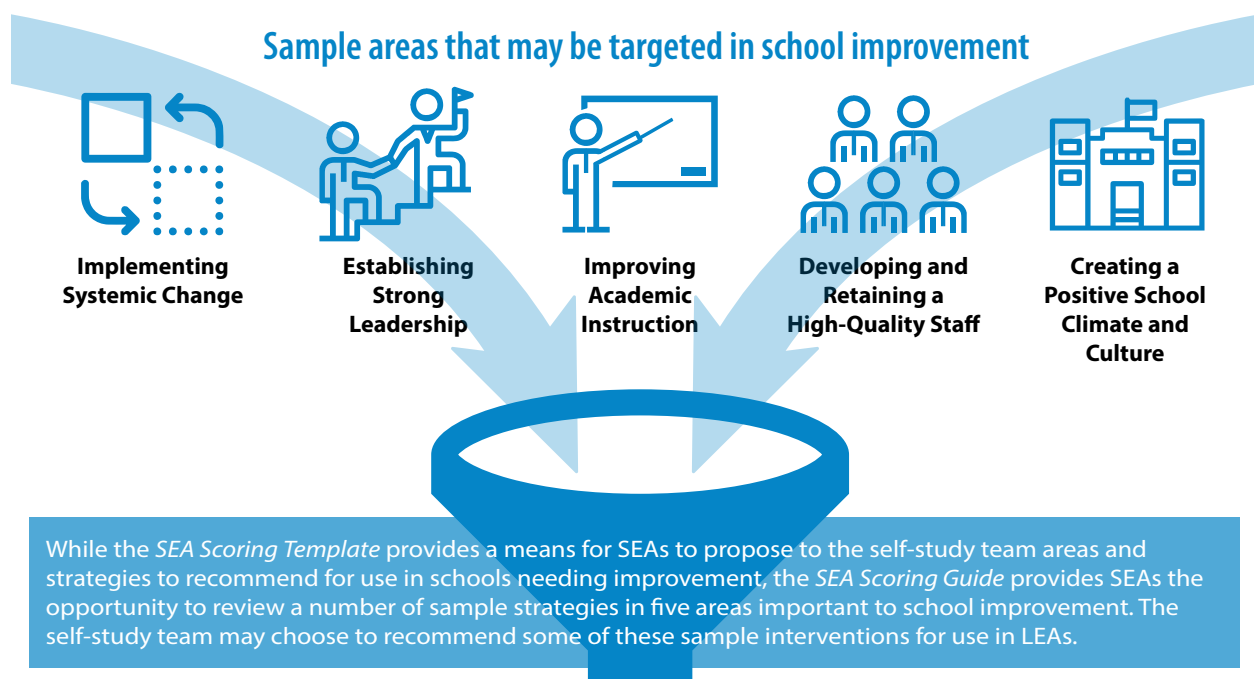 Sample areas that may be targeted in school improvement
Implementing
Systemic Change
Establishing
Strong
Leadership
Improving
Academic
Instruction
Developing and
Retaining a
High-Quality Staff
Creating a
Positive School
Climate and
Culture
While the SEA Scoring Template provides a means for SEAs to propose to the self-study team areas and
strategies to recommend for use in schools needing improvement, the SEA Scoring Guide provides SEAs the
opportunity to review a number of sample strategies in five areas important to school improvement. The
self-study team may choose to recommend some of these sample interventions for use in LEAs.